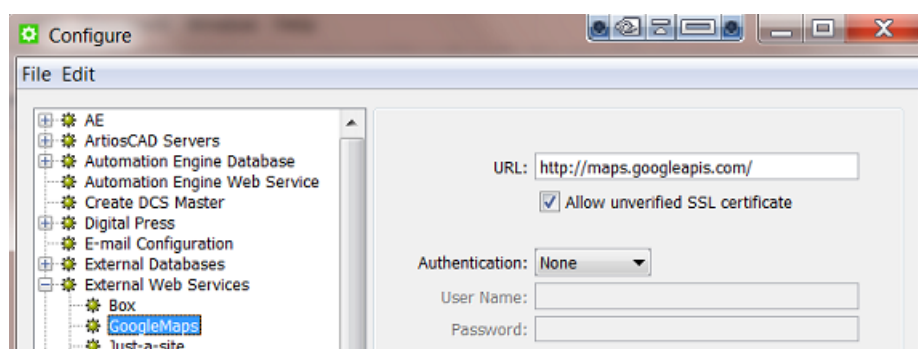 Configure
File Edit
AE
ArtiosCAD Servers
Automation Engine Database
Automation Engine Web Service
Create DCS Master
Digital Press
E-mail Configuration
External Databases
External Web Services
Box
GoogleMaps
Just-a-site
URL: http://maps.googleapis.com/
Allow unverified SSL certificate
Authentication: None
User Name:
Password: